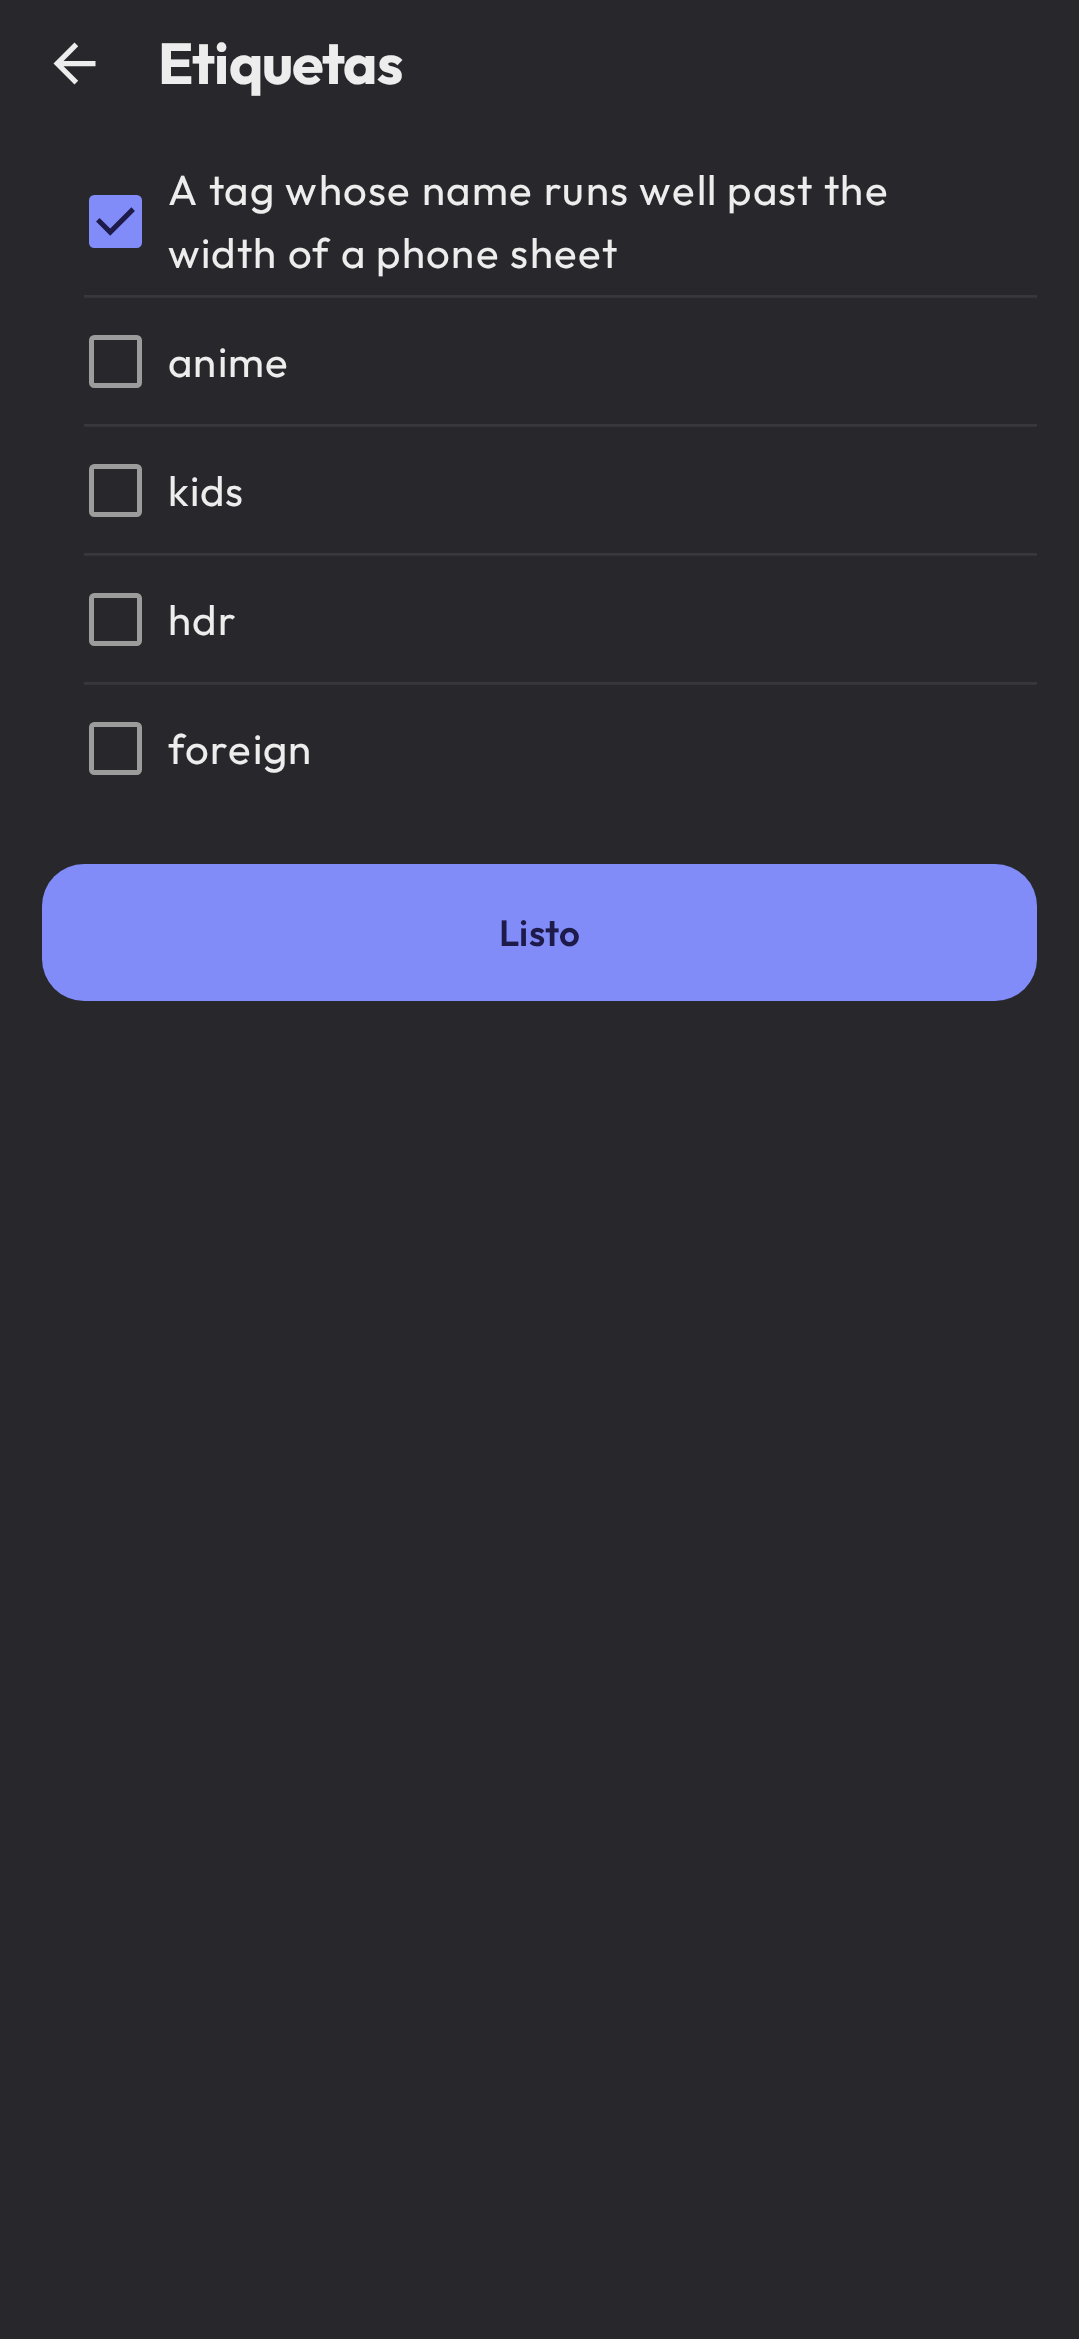 Etiquetas
A tag whose name runs well past the
width of a phone sheet
anime
kids
hdr
foreign
Listo